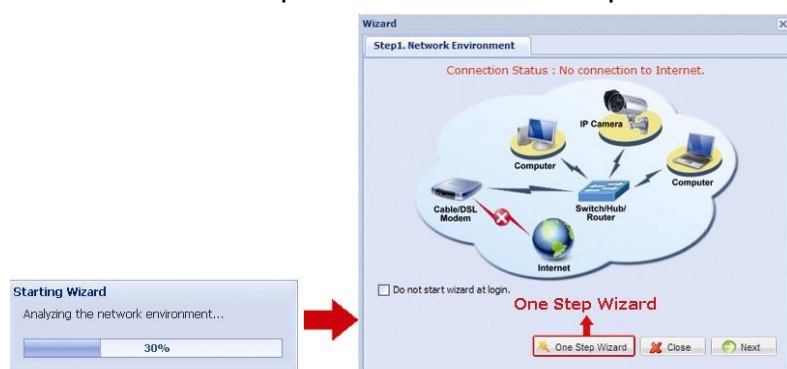 Wizard
Step1. Network Environment
Connection Status : No connection to Internet.
IP Camera
Computer
Computer
Cable/DSL
Modem
Switch/Hub/
Router
Internet
Do not start wizard at login.
One Step Wizard
One Step Wizard
Close
Next
Starting Wizard
Analyzing the network environment...
30%